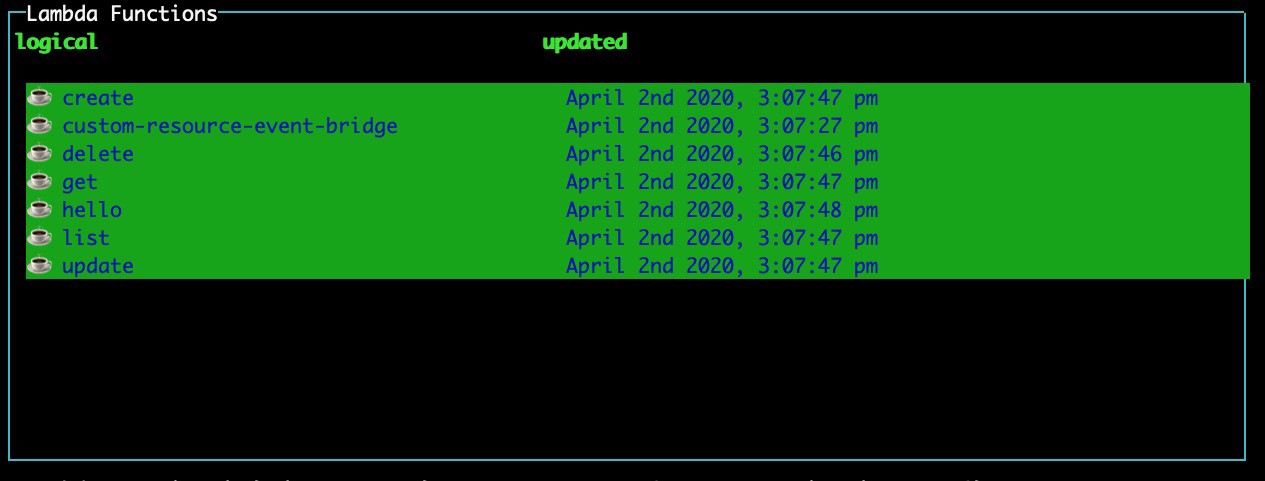 Lambda Functions
logical updated
☕ create April 2nd 2020, 3:07:47 pm
☕ custom-resource-event-bridge April 2nd 2020, 3:07:27 pm
☕ delete April 2nd 2020, 3:07:46 pm
☕ get April 2nd 2020, 3:07:47 pm
☕ hello April 2nd 2020, 3:07:48 pm
☕ list April 2nd 2020, 3:07:47 pm
☕ update April 2nd 2020, 3:07:47 pm